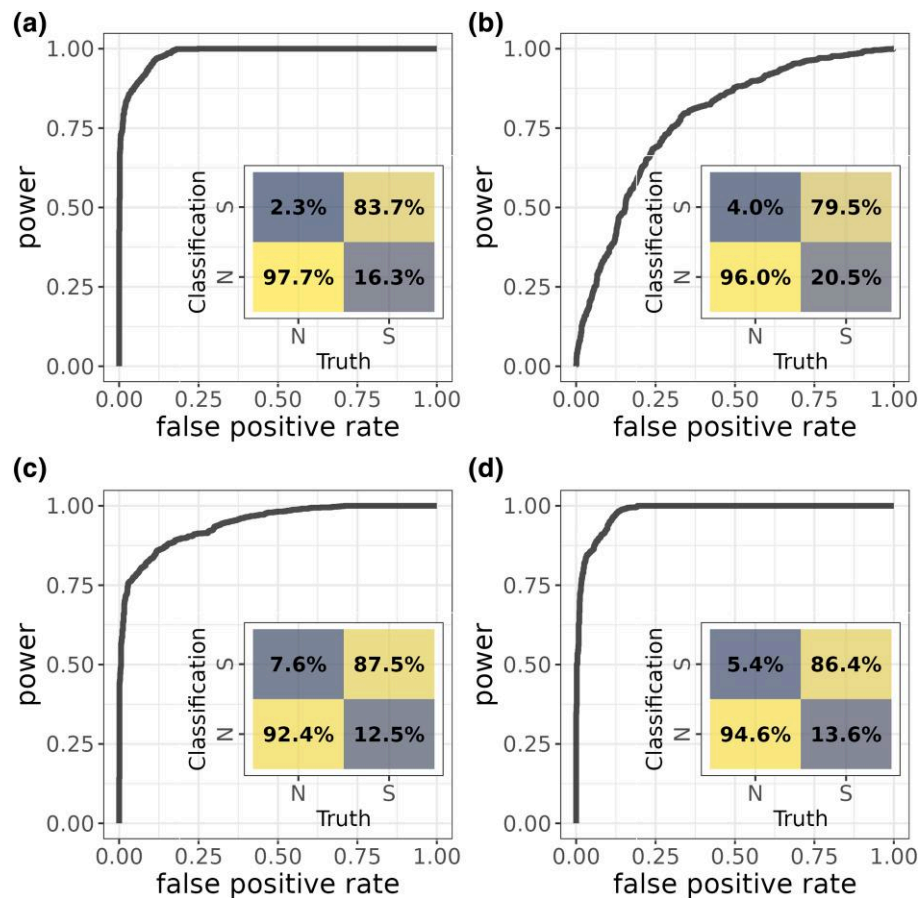 (a)
(b)
1.00
0.75
0.50
0.25
0.00
power
Classification
S
N
2.3%
83.7%
97.7%
16.3%
N
S
Truth
0.00
0.25
0.50
0.75
1.00
false positive rate
1.00
0.75
0.50
0.25
0.00
power
Classification
S
N
4.0%
79.5%
96.0%
20.5%
N
S
Truth
0.00
0.25
0.50
0.75
1.00
false positive rate
(c)
(d)
1.00
0.75
0.50
0.25
0.00
power
Classification
S
N
7.6%
87.5%
92.4%
12.5%
N
S
Truth
0.00
0.25
0.50
0.75
1.00
false positive rate
1.00
0.75
0.50
0.25
0.00
power
Classification
S
N
5.4%
86.4%
94.6%
13.6%
N
S
Truth
0.00
0.25
0.50
0.75
1.00
false positive rate